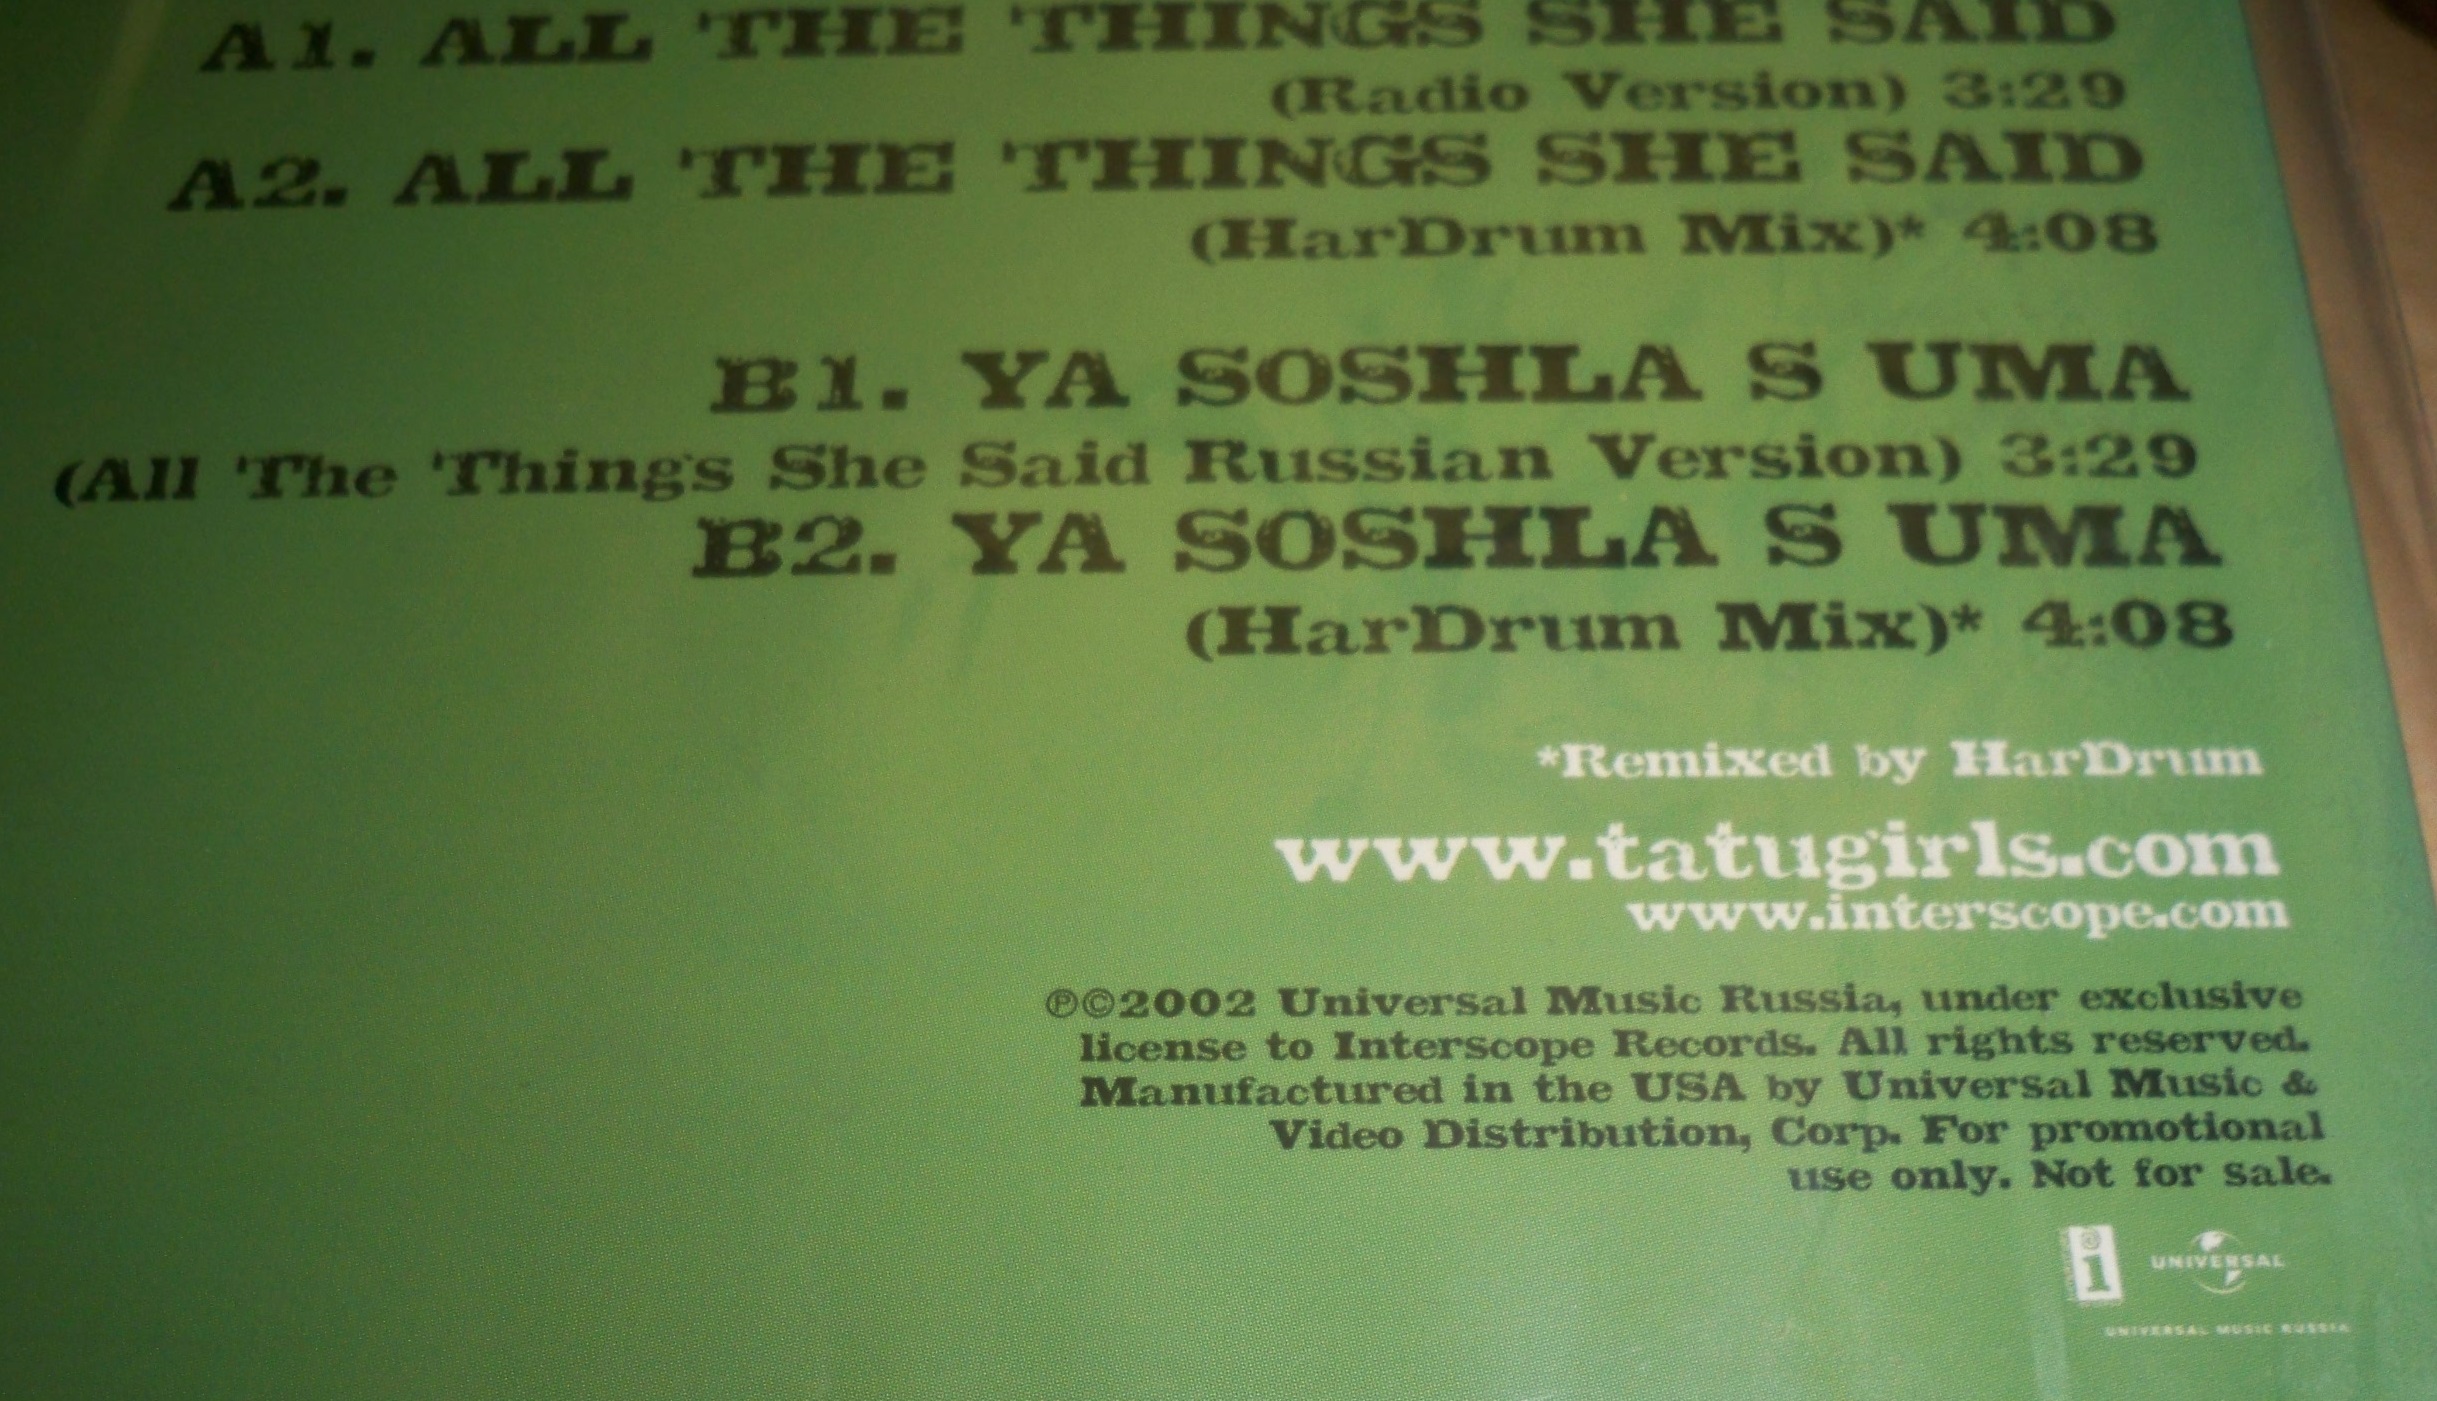 A1. ALL THE THINGS SHE SAID
(Radio Version) 3:29
A2. ALL THE THINGS SHE SAID
(HarDrum Mix)* 4:08
B1. YA SOSHLA S UMA
(All The Things She Said Russian Version) 3:29
B2. YA SOSHLA S UMA
(HarDrum Mix)* 4:08
*Remixed by HarDrum
www.tatugirls.com
www.interscope.com
℗©2002 Universal Music Russia, under exclusive
license to Interscope Records. All rights reserved.
Manufactured in the USA by Universal Music &
Video Distribution, Corp. For promotional
use only. Not for sale.
i
UNIVERSAL
UNIVERSAL MUSIC RUSSIA